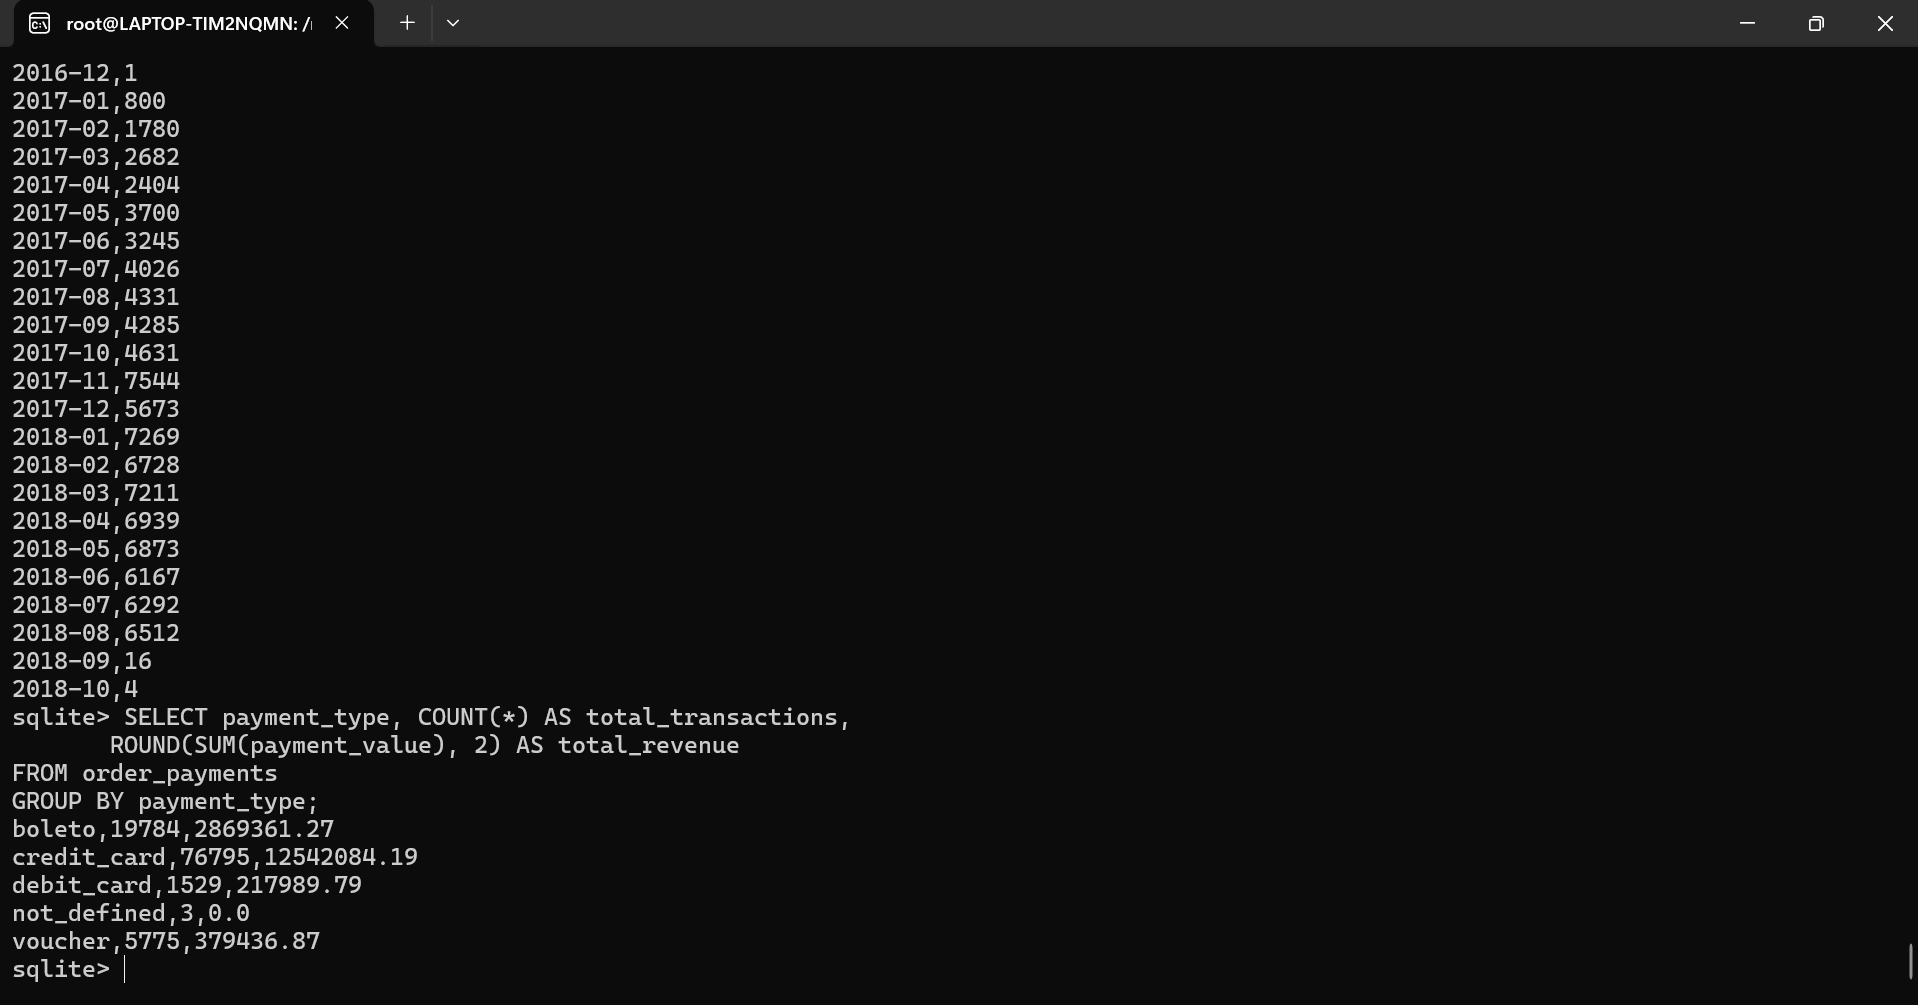 root@LAPTOP-TIM2NQMN: /
2016-12,1
2017-01,800
2017-02,1780
2017-03,2682
2017-04,2404
2017-05,3700
2017-06,3245
2017-07,4026
2017-08,4331
2017-09,4285
2017-10,4631
2017-11,7544
2017-12,5673
2018-01,7269
2018-02,6728
2018-03,7211
2018-04,6939
2018-05,6873
2018-06,6167
2018-07,6292
2018-08,6512
2018-09,16
2018-10,4
sqlite> SELECT payment_type, COUNT(*) AS total_transactions,
ROUND(SUM(payment_value), 2) AS total_revenue
FROM order_payments
GROUP BY payment_type;
boleto,19784,2869361.27
credit_card,76795,12542084.19
debit_card,1529,217989.79
not_defined,3,0.0
voucher,5775,379436.87
sqlite>